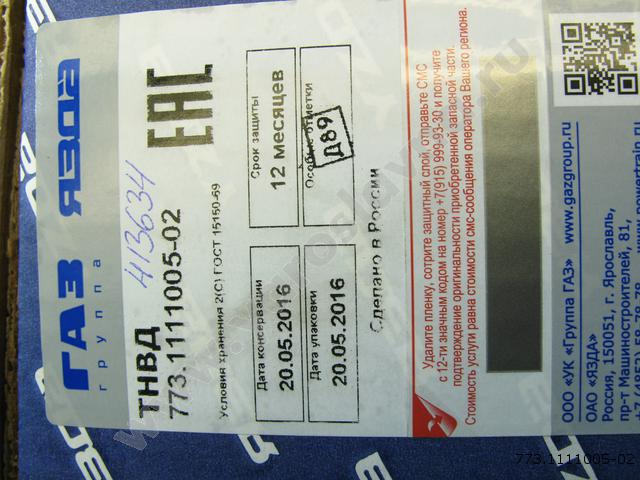 ГАЗ ЯЗДА
группа
ТНВД 413634
773.1111005-02
ЕАС
Условия хранения 2(С) ГОСТ 15150-69
Дата консервации
20.05.2016
Срок защиты
12 месяцев
Дата упаковки
20.05.2016
Особые отметки
Д89
Сделано в России
Удалите пленку, сотрите защитный слой, отправьте СМС
с 12-ти значным кодом на номер +7(915) 999-93-30 и получите
подтверждение оригинальности приобретенной запасной части.
Стоимость услуги равна стоимости смс-сообщения оператора Вашего региона.
ООО «УК «Группа ГАЗ» www.gazgroup.ru
ОАО «ЯЗДА»
Россия, 150051, г. Ярославль,
пр-т Машиностроителей, 81,
773.1111005-02